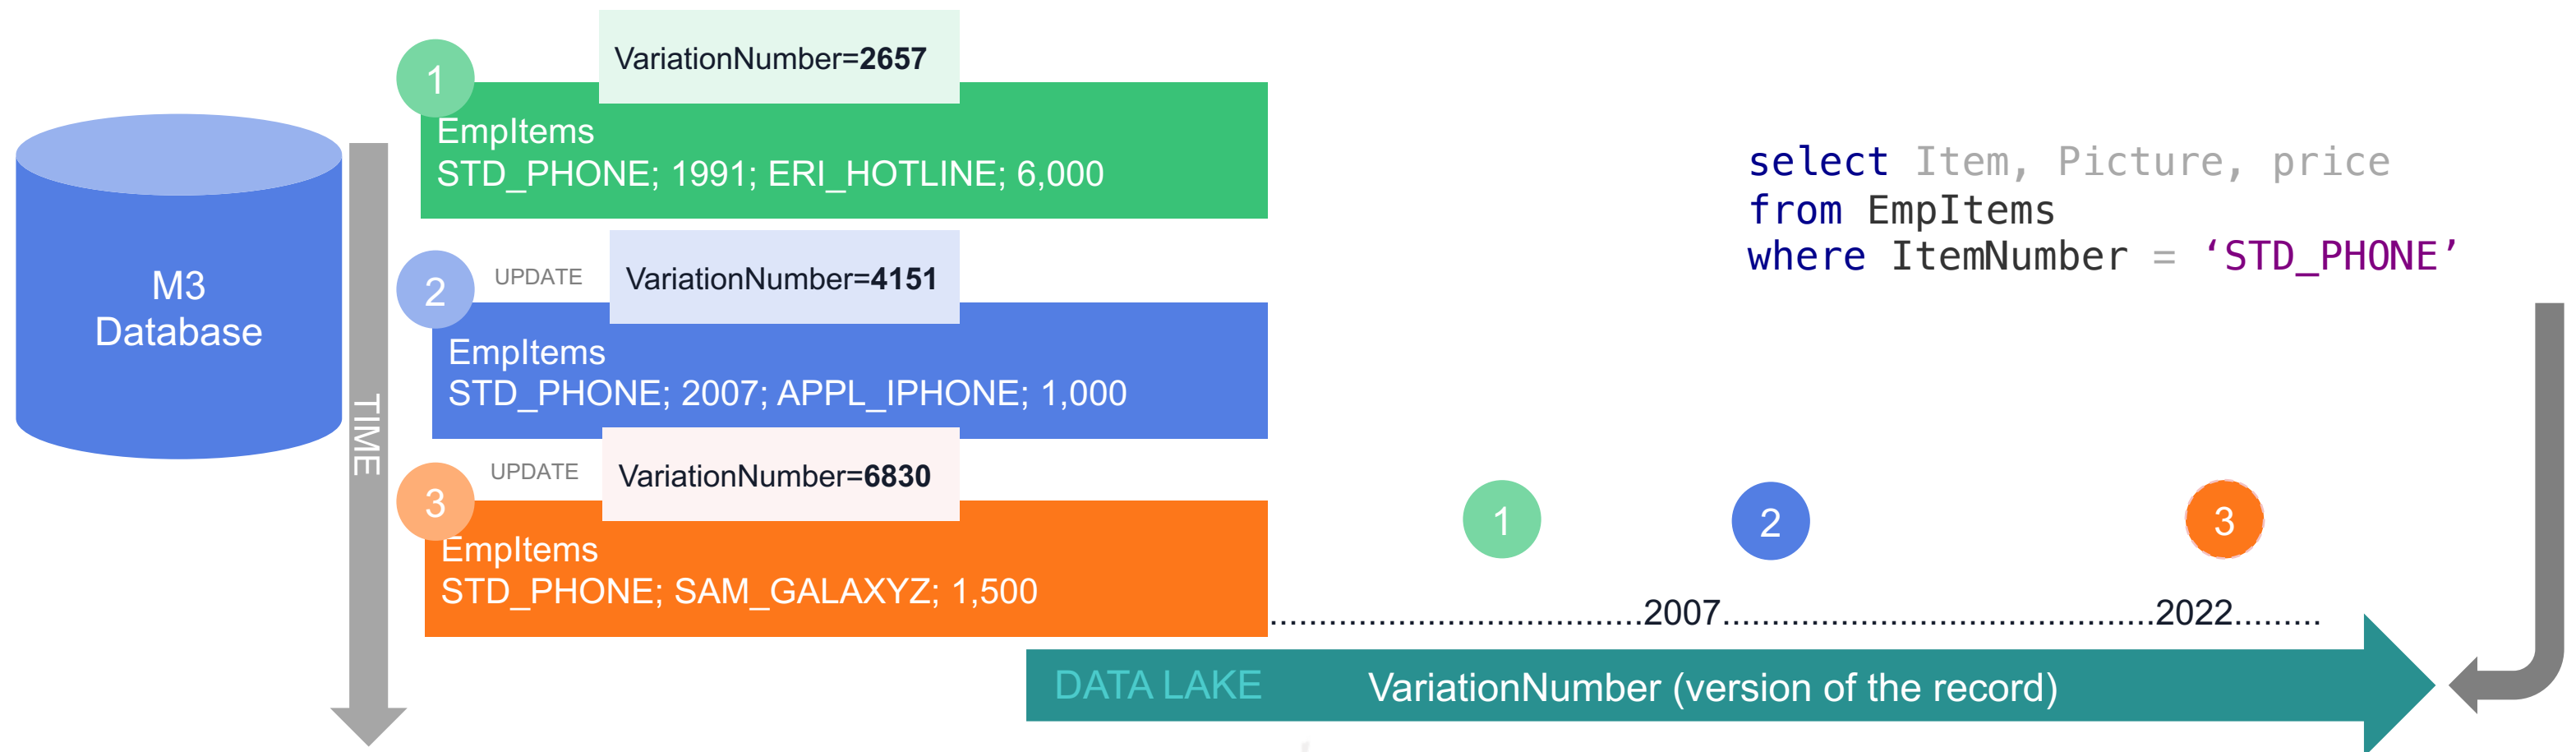 M3
Database
TIME
1
VariationNumber=2657
EmpItems
STD_PHONE; 1991; ERI_HOTLINE; 6,000
2
UPDATE
VariationNumber=4151
EmpItems
STD_PHONE; 2007; APPL_IPHONE; 1,000
3
UPDATE
VariationNumber=6830
EmpItems
STD_PHONE; SAM_GALAXYZ; 1,500
select Item, Picture, price
from EmpItems
where ItemNumber = ‘STD_PHONE’
1
2
3
......................................2007............................................2022.........
DATA LAKE
VariationNumber (version of the record)